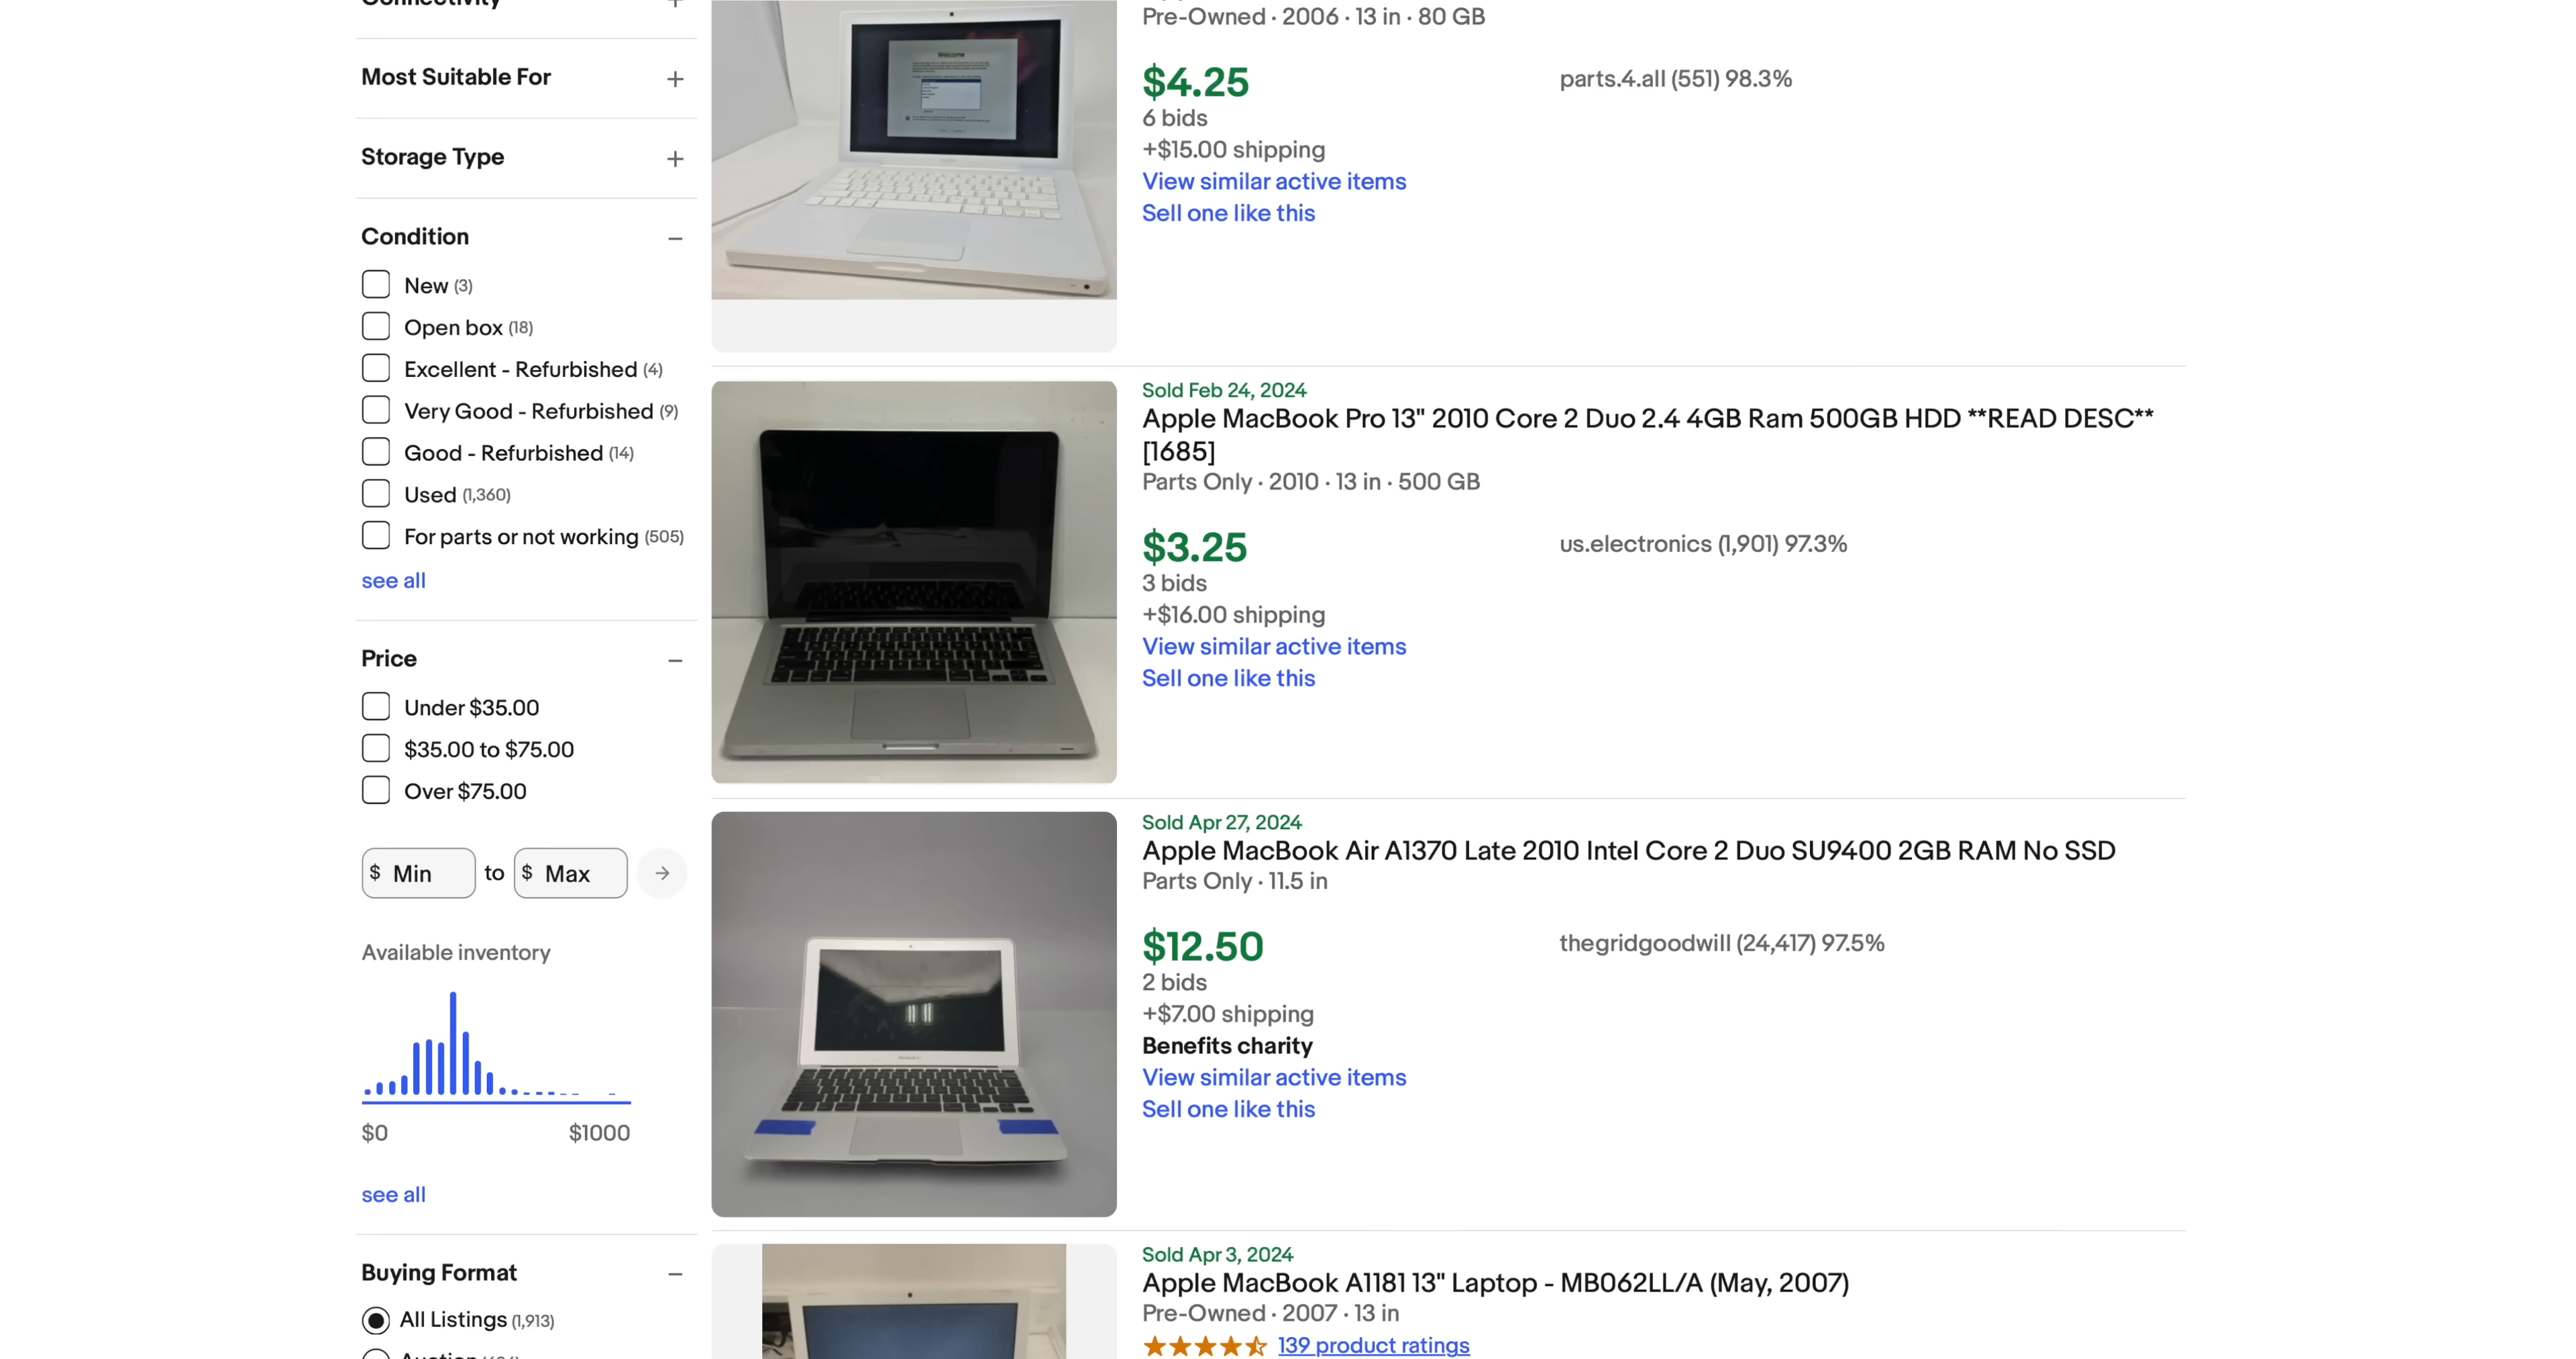 Connectivity
Most Suitable For
Storage Type
Condition
New (3)
Open box (18)
Excellent - Refurbished (4)
Very Good - Refurbished (9)
Good - Refurbished (14)
Used (1,360)
For parts or not working (505)
see all
Price
Under $35.00
$35.00 to $75.00
Over $75.00
$ Min to $ Max
Available inventory
$0 $1000
see all
Buying Format
All Listings (1,913)
Auction
Welcome
Pre-Owned · 2006 · 13 in · 80 GB
$4.25
parts.4.all (551) 98.3%
6 bids
+$15.00 shipping
View similar active items
Sell one like this
Sold Feb 24, 2024
Apple MacBook Pro 13" 2010 Core 2 Duo 2.4 4GB Ram 500GB HDD **READ DESC**
[1685]
Parts Only · 2010 · 13 in · 500 GB
$3.25
us.electronics (1,901) 97.3%
3 bids
+$16.00 shipping
View similar active items
Sell one like this
Sold Apr 27, 2024
Apple MacBook Air A1370 Late 2010 Intel Core 2 Duo SU9400 2GB RAM No SSD
Parts Only · 11.5 in
$12.50
thegridgoodwill (24,417) 97.5%
2 bids
+$7.00 shipping
Benefits charity
View similar active items
Sell one like this
Sold Apr 3, 2024
Apple MacBook A1181 13" Laptop - MB062LL/A (May, 2007)
Pre-Owned · 2007 · 13 in
139 product ratings